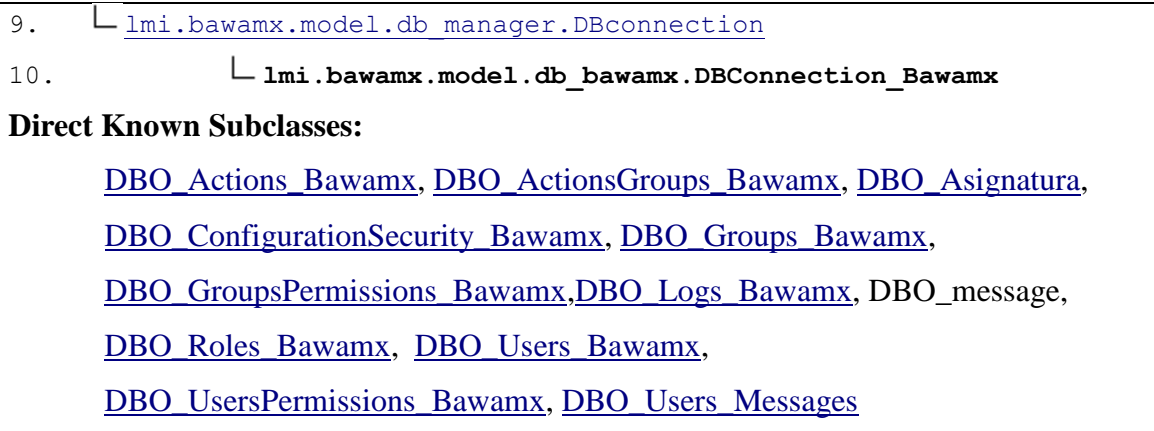 9. lmi.bawamx.model.db_manager.DBconnection
10. lmi.bawamx.model.db_bawamx.DBConnection_Bawamx
Direct Known Subclasses:
DBO_Actions_Bawamx, DBO_ActionsGroups_Bawamx, DBO_Asignatura,
DBO_ConfigurationSecurity_Bawamx, DBO_Groups_Bawamx,
DBO_GroupsPermissions_Bawamx,DBO_Logs_Bawamx, DBO_message,
DBO_Roles_Bawamx, DBO_Users_Bawamx,
DBO_UsersPermissions_Bawamx, DBO_Users_Messages